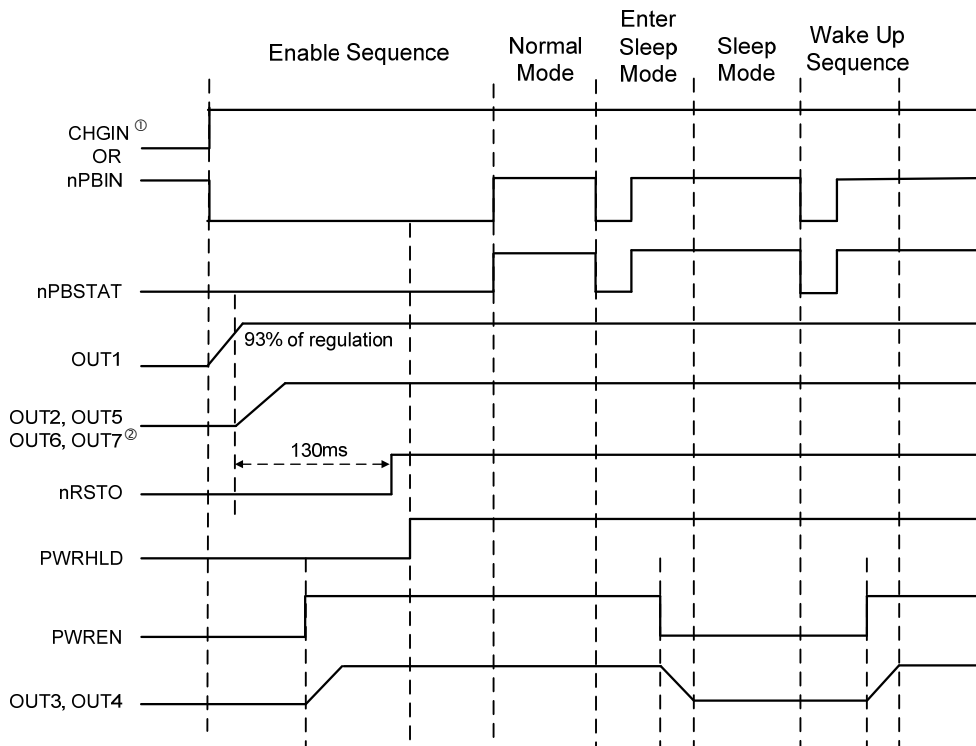 Enable Sequence
Normal
Mode
Enter
Sleep
Mode
Sleep
Mode
Wake Up
Sequence
CHGIN ①
OR
nPBIN
nPBSTAT
93% of regulation
OUT1
OUT2, OUT5
OUT6, OUT7②
130ms
nRSTO
PWRHLD
PWREN
OUT3, OUT4